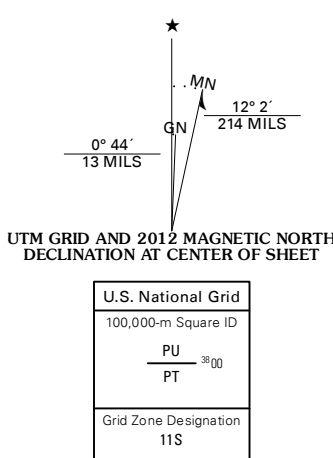 ★
MN
GN
12° 2´
214 MILS
0° 44´
13 MILS
UTM GRID AND 2012 MAGNETIC NORTH
DECLINATION AT CENTER OF SHEET
U.S. National Grid
100,000-m Square ID
PU
3800
PT
Grid Zone Designation
11S